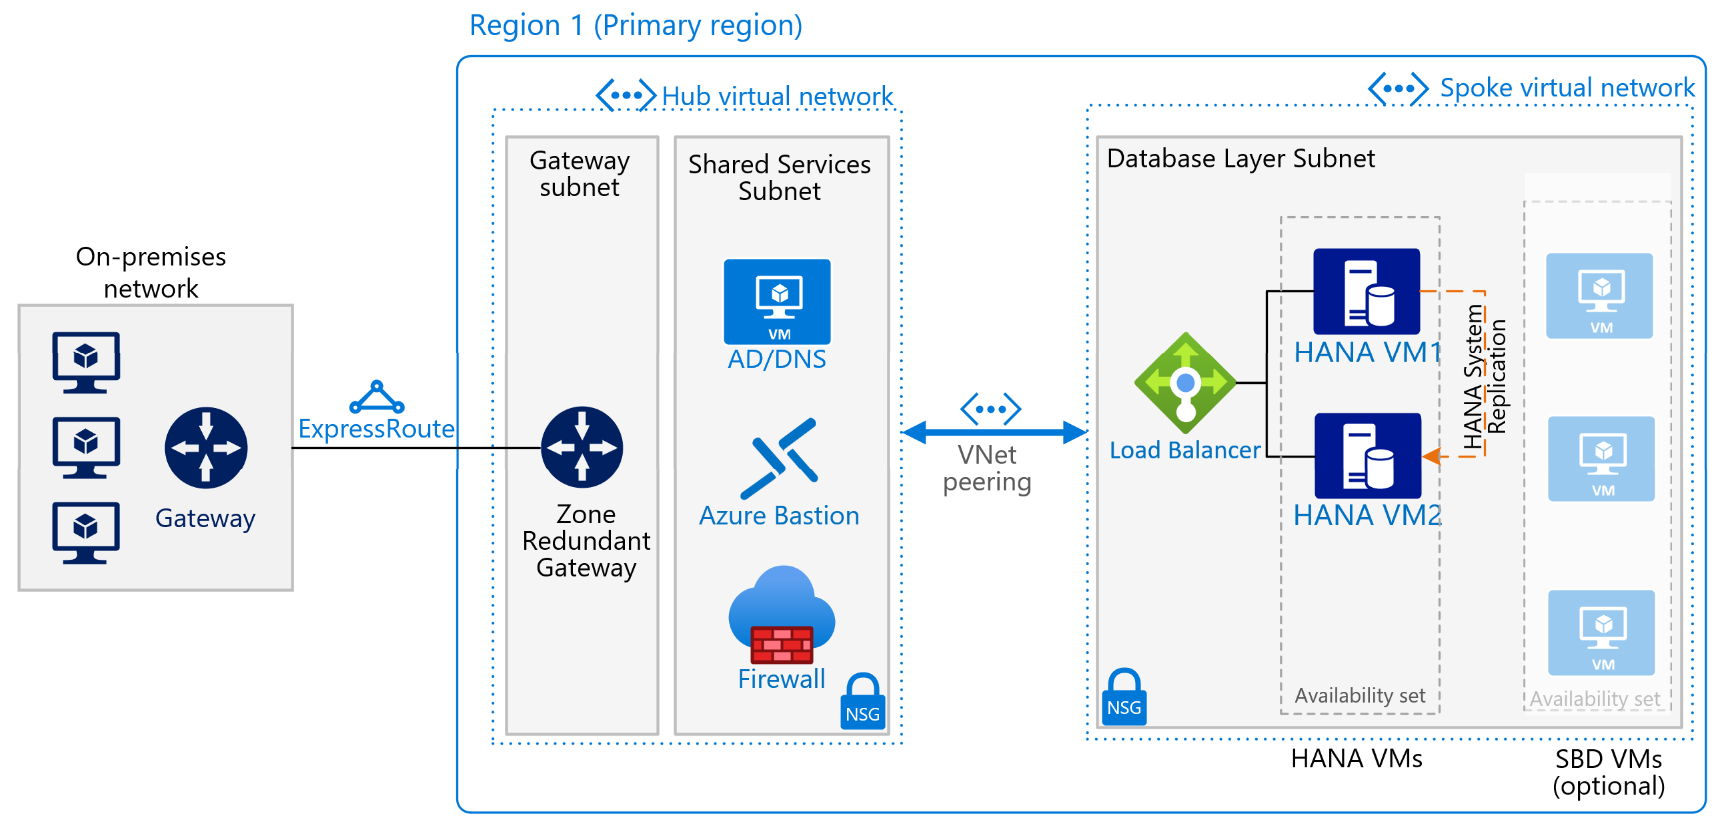 Region 1 (Primary region)
Hub virtual network
Spoke virtual network
Gateway
subnet
Shared Services
Subnet
Database Layer Subnet
On-premises
network
Gateway
ExpressRoute
Zone
Redundant
Gateway
VM
AD/DNS
Azure Bastion
Firewall
NSG
VNet
peering
Load Balancer
HANA VM1
HANA VM2
HANA System
Replication
Availability set
NSG
VM
VM
VM
Availability set
HANA VMs
SBD VMs
(optional)